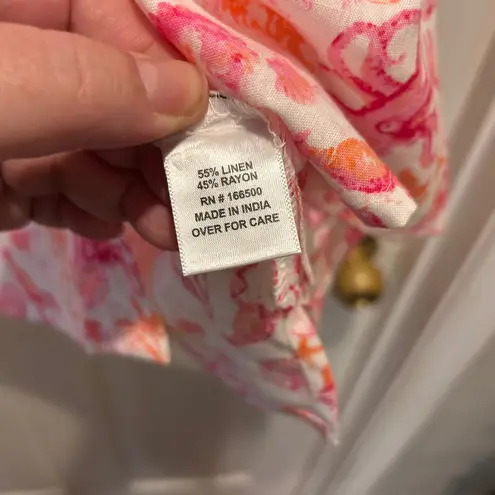 55% LINEN
45% RAYON
RN # 166500
MADE IN INDIA
OVER FOR CARE